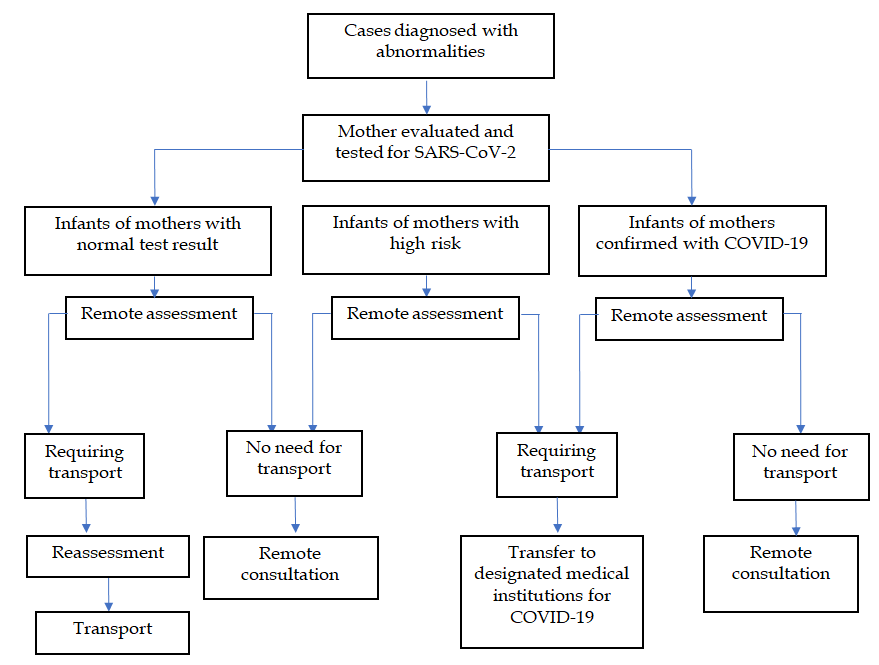 Cases diagnosed with
abnormalities
Mother evaluated and
tested for SARS-CoV-2
Infants of mothers with
normal test result
Infants of mothers with
high risk
Infants of mothers
confirmed with COVID-19
Remote assessment
Remote assessment
Remote assessment
Requiring
transport
No need for
transport
Requiring
transport
No need for
transport
Reassessment
Remote
consultation
Transfer to
designated medical
institutions for
COVID-19
Remote
consultation
Transport